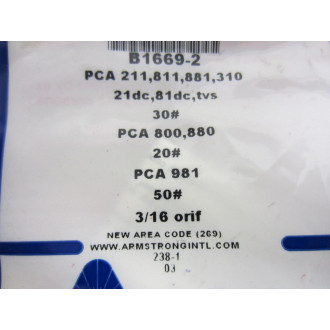 B1669-2
PCA 211,811,881,310
21dc,81dc,tvs
30#
PCA 800,880
20#
PCA 981
50#
3/16 orif
NEW AREA CODE (269)
WWW.ARMSTRONGINTL.COM
238-1
03